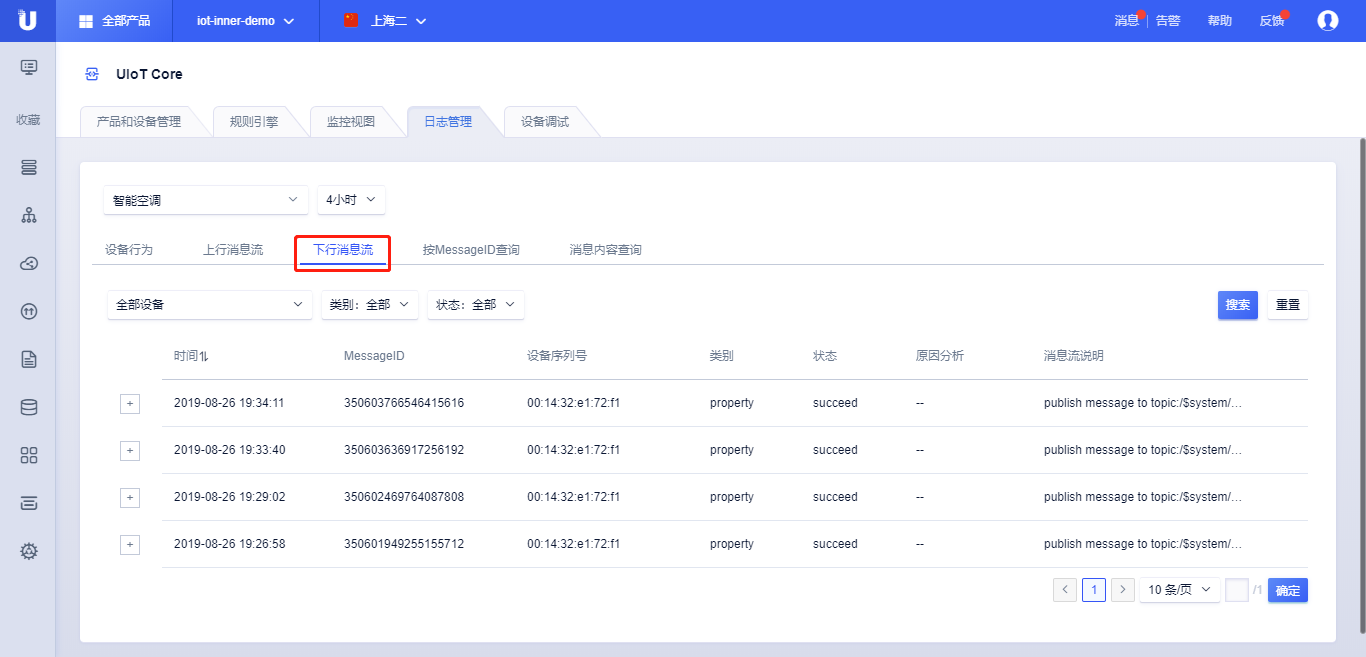 全部产品 iot-inner-demo 上海二 消息 告警 帮助 反馈
收藏
UIoT Core
产品和设备管理 规则引擎 监控视图 日志管理 设备调试
智能空调 4小时
设备行为 上行消息流 下行消息流 按MessageID查询 消息内容查询
全部设备 类别：全部 状态：全部 搜索 重置
时间 MessageID 设备序列号 类别 状态 原因分析 消息流说明
2019-08-26 19:34:11 350603766546415616 00:14:32:e1:72:f1 property succeed -- publish message to topic:/$system/…
2019-08-26 19:33:40 350603636917256192 00:14:32:e1:72:f1 property succeed -- publish message to topic:/$system/…
2019-08-26 19:29:02 350602469764087808 00:14:32:e1:72:f1 property succeed -- publish message to topic:/$system/…
2019-08-26 19:26:58 350601949255155712 00:14:32:e1:72:f1 property succeed -- publish message to topic:/$system/…
1 10 条/页 /1 确定